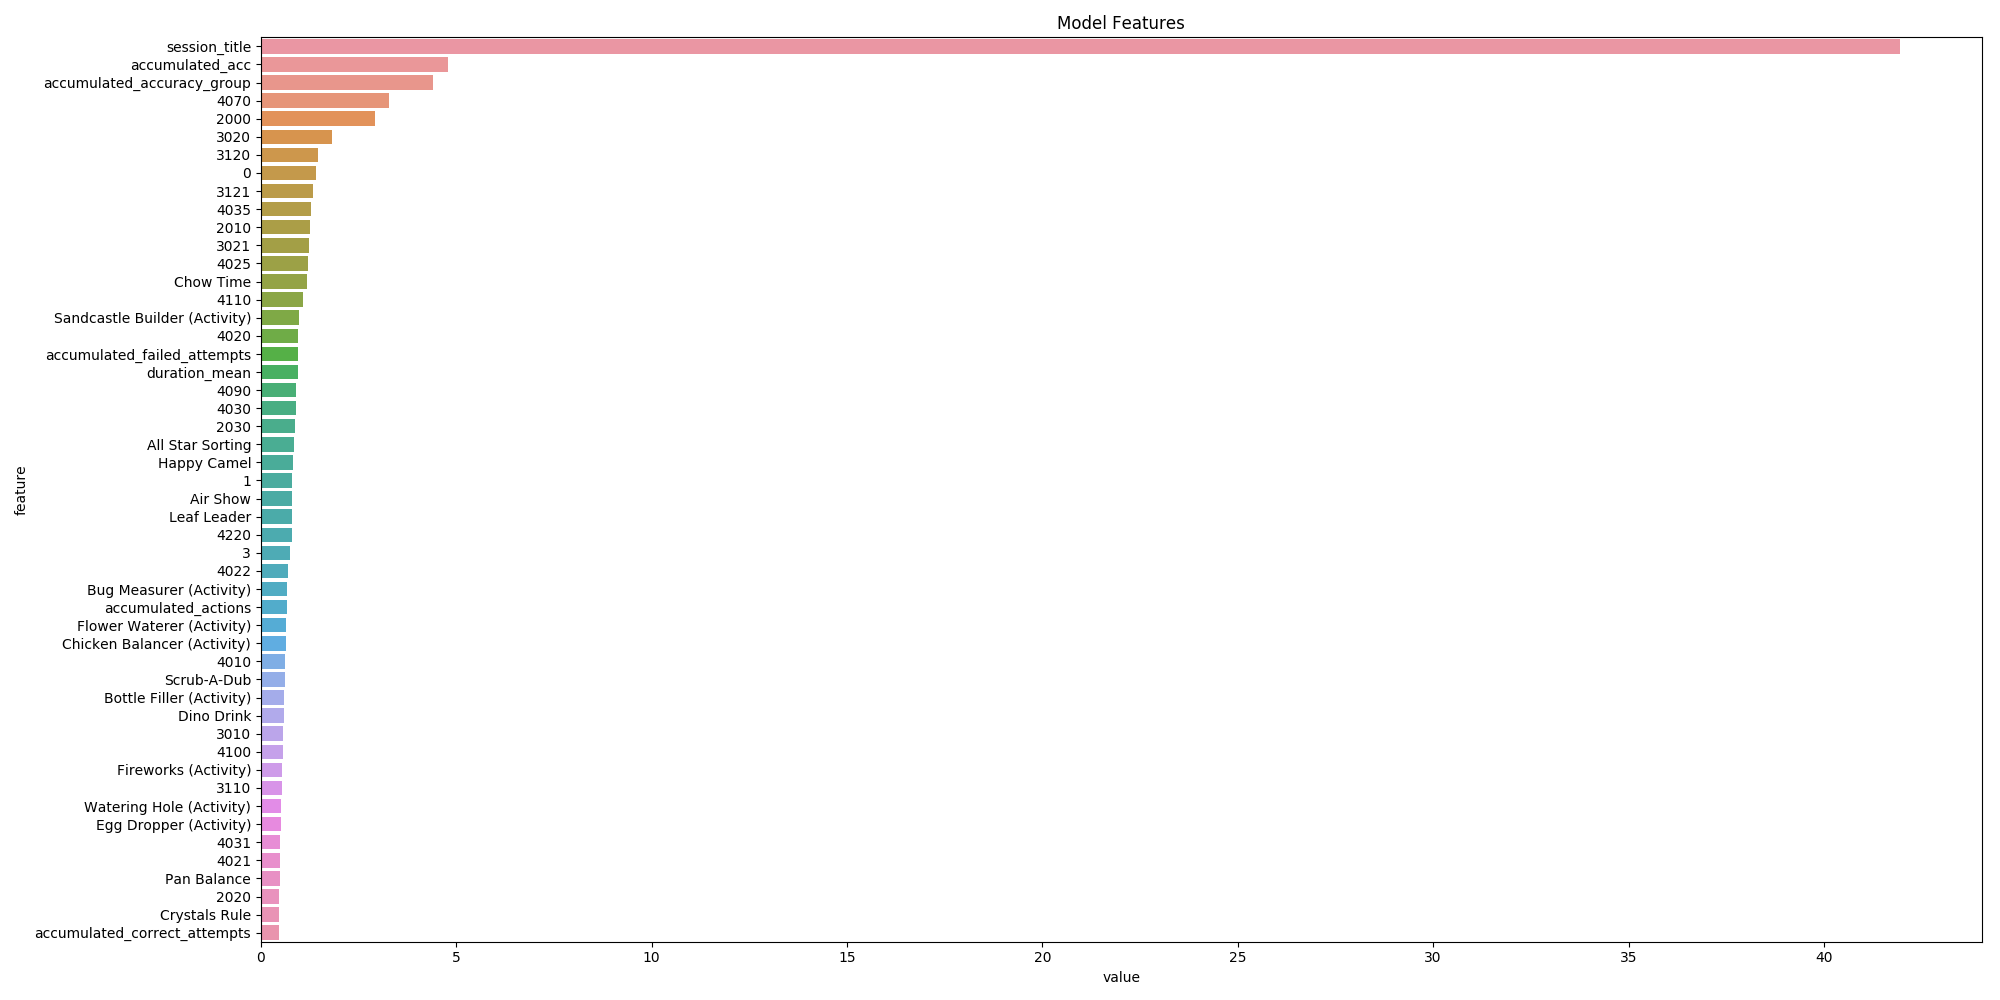 Model Features
session_title
accumulated_acc
accumulated_accuracy_group
4070
2000
3020
3120
0
3121
4035
2010
3021
4025
Chow Time
4110
Sandcastle Builder (Activity)
4020
accumulated_failed_attempts
duration_mean
4090
4030
2030
All Star Sorting
Happy Camel
1
Air Show
Leaf Leader
4220
3
4022
Bug Measurer (Activity)
accumulated_actions
Flower Waterer (Activity)
Chicken Balancer (Activity)
4010
Scrub-A-Dub
Bottle Filler (Activity)
Dino Drink
3010
4100
Fireworks (Activity)
3110
Watering Hole (Activity)
Egg Dropper (Activity)
4031
4021
Pan Balance
2020
Crystals Rule
accumulated_correct_attempts
feature
0 5 10 15 20 25 30 35 40
value